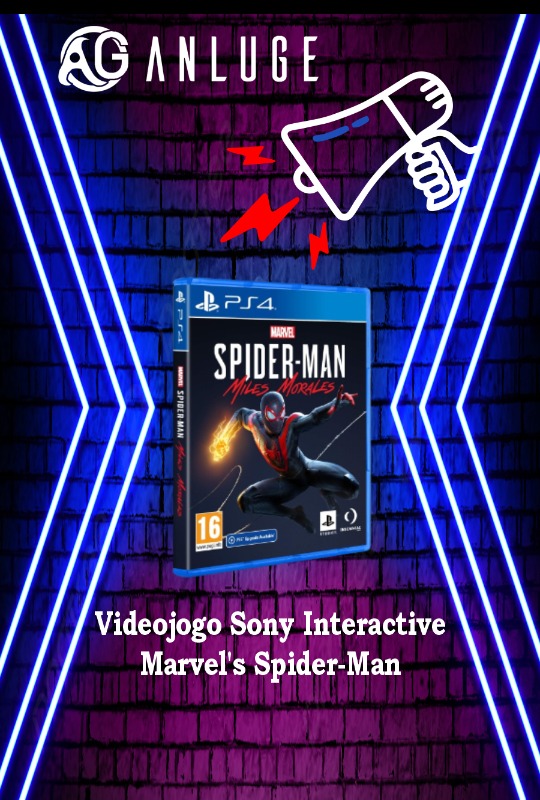 AG ANLUGE
PS4
PS4
MARVEL
SPIDER-MAN
MILES MORALES
MARVEL
SPIDER-MAN
MILES MORALES
16
Videojogo Sony Interactive
Marvel's Spider-Man